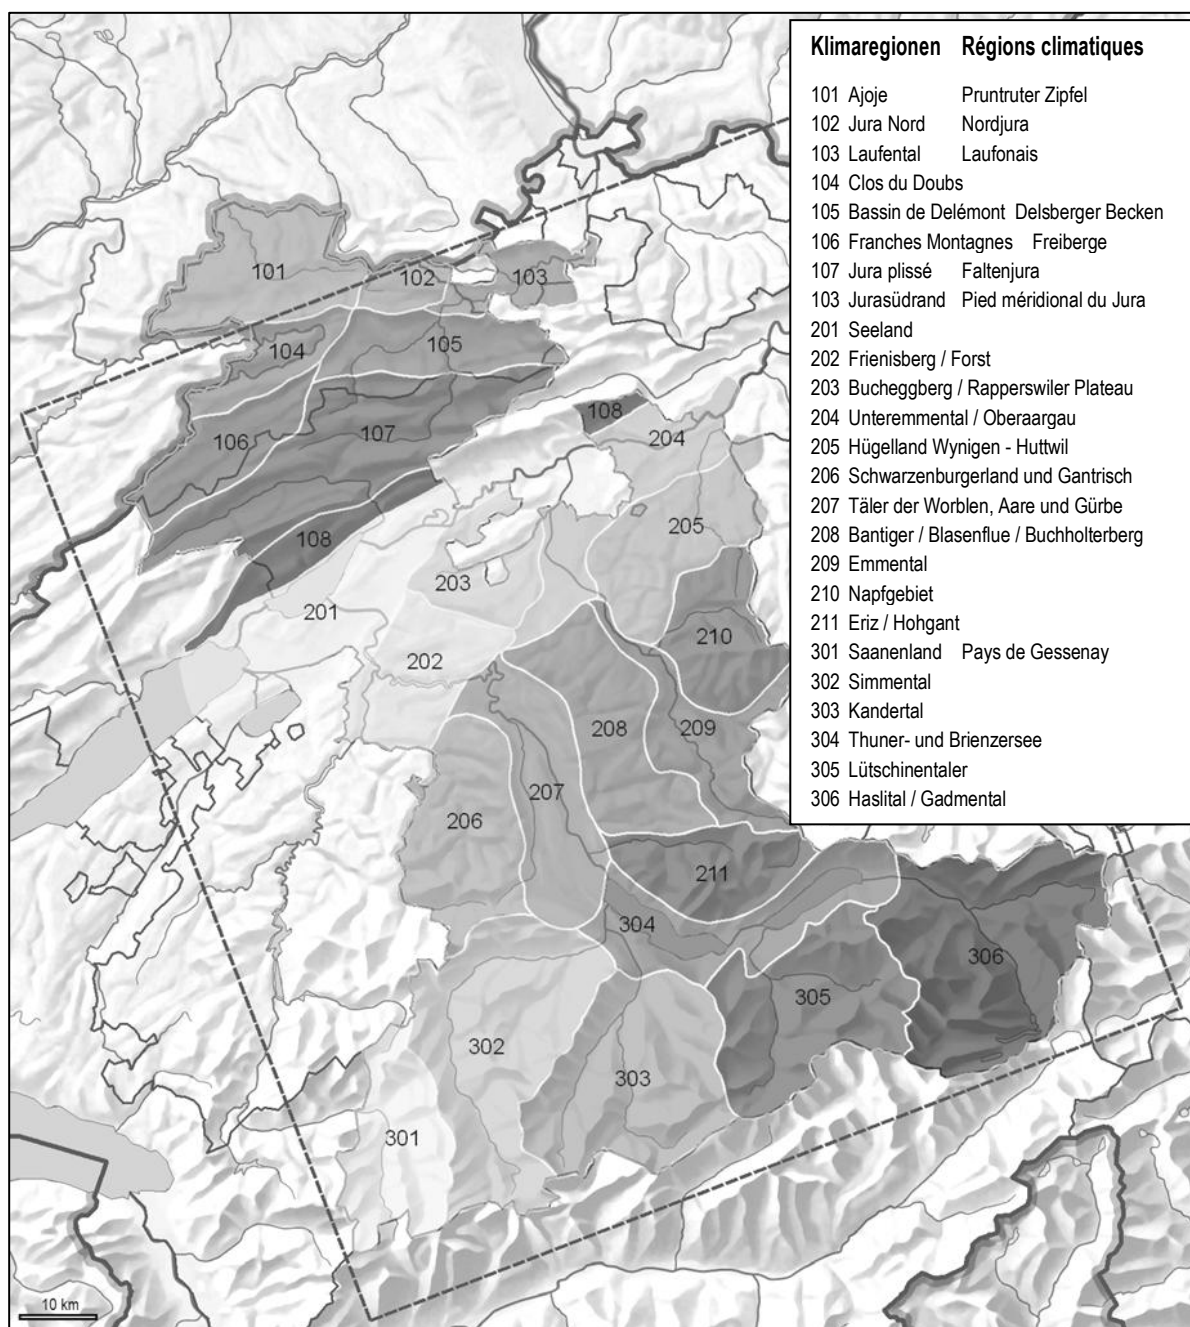 Klimaregionen Régions climatiques
101 Ajoje Pruntruter Zipfel
102 Jura Nord Nordjura
103 Laufental Laufonais
104 Clos du Doubs
105 Bassin de Delémont Delsberger Becken
106 Franches Montagnes Freiberge
107 Jura plissé Faltenjura
103 Jurasüdrand Pied méridional du Jura
201 Seeland
202 Frienisberg / Forst
203 Bucheggberg / Rapperswiler Plateau
204 Unteremmental / Oberaargau
205 Hügelland Wynigen - Huttwil
206 Schwarzenburgerland und Gantrisch
207 Täler der Worblen, Aare und Gürbe
208 Bantiger / Blasenflue / Buchholterberg
209 Emmental
210 Napfgebiet
211 Eriz / Hohgant
301 Saanenland Pays de Gessenay
302 Simmental
303 Kandertal
304 Thuner- und Brienzersee
305 Lütschinentaler
306 Haslital / Gadmental
101
102
103
104
105
106
107
108
204
205
108
203
201
202
210
208
209
207
206
211
304
306
305
302
303
301
10 km